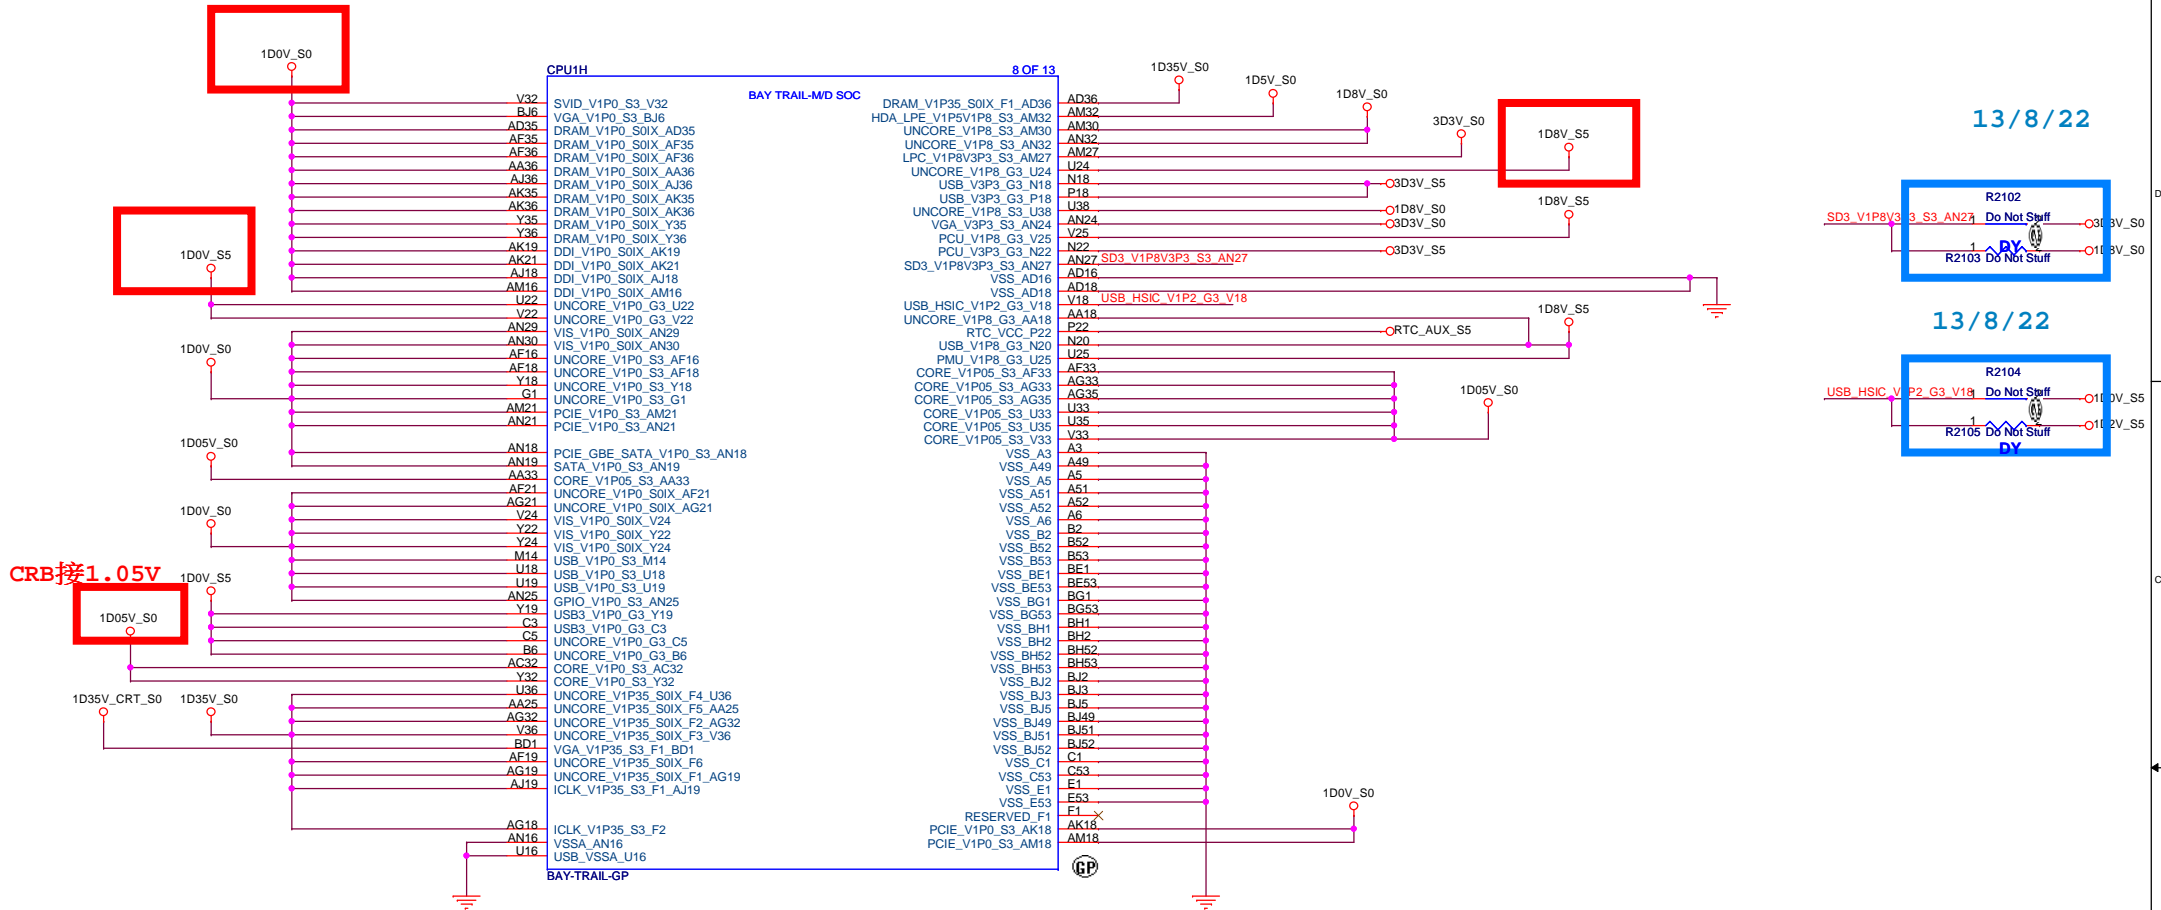 1D0V_S0
1D0V_S5
1D0V_S0
1D05V_S0
1D0V_S0
CRB接1.05V
1D0V_S5
1D05V_S0
1D35V_CRT_S0 1D35V_S0
CPU1H 8 OF 13
BAY TRAIL-M/D SOC
V32 SVID_V1P0_S3_V32
BJ6 VGA_V1P0_S3_BJ6
AD35 DRAM_V1P0_S0IX_AD35
AF35 DRAM_V1P0_S0IX_AF35
AF36 DRAM_V1P0_S0IX_AF36
AA36 DRAM_V1P0_S0IX_AA36
AJ36 DRAM_V1P0_S0IX_AJ36
AK35 DRAM_V1P0_S0IX_AK35
AK36 DRAM_V1P0_S0IX_AK36
Y35 DRAM_V1P0_S0IX_Y35
Y36 DRAM_V1P0_S0IX_Y36
AK19 DDI_V1P0_S0IX_AK19
AK21 DDI_V1P0_S0IX_AK21
AJ18 DDI_V1P0_S0IX_AJ18
AM16 DDI_V1P0_S0IX_AM16
U22 UNCORE_V1P0_G3_U22
V22 UNCORE_V1P0_G3_V22
AN29 VIS_V1P0_S0IX_AN29
AN30 VIS_V1P0_S0IX_AN30
AF16 UNCORE_V1P0_S3_AF16
AF18 UNCORE_V1P0_S3_AF18
Y18 UNCORE_V1P0_S3_Y18
G1 UNCORE_V1P0_S3_G1
AM21 PCIE_V1P0_S3_AM21
AN21 PCIE_V1P0_S3_AN21
AN18 PCIE_GBE_SATA_V1P0_S3_AN18
AN19 SATA_V1P0_S3_AN19
AA33 CORE_V1P05_S3_AA33
AF21 UNCORE_V1P0_S0IX_AF21
AG21 UNCORE_V1P0_S0IX_AG21
V24 VIS_V1P0_S0IX_V24
Y22 VIS_V1P0_S0IX_Y22
Y24 VIS_V1P0_S0IX_Y24
M14 USB_V1P0_S3_M14
U18 USB_V1P0_S3_U18
U19 USB_V1P0_S3_U19
AN25 GPIO_V1P0_S3_AN25
Y19 USB3_V1P0_G3_Y19
C3 USB3_V1P0_G3_C3
C5 UNCORE_V1P0_G3_C5
B6 UNCORE_V1P0_G3_B6
AC32 CORE_V1P0_S3_AC32
Y32 CORE_V1P0_S3_Y32
U36 UNCORE_V1P35_S0IX_F4_U36
AA25 UNCORE_V1P35_S0IX_F5_AA25
AG32 UNCORE_V1P35_S0IX_F2_AG32
V36 UNCORE_V1P35_S0IX_F3_V36
BD1 VGA_V1P35_S3_F1_BD1
AF19 UNCORE_V1P35_S0IX_F6
AG19 UNCORE_V1P35_S0IX_F1_AG19
AJ19 ICLK_V1P35_S3_F1_AJ19
AG18 ICLK_V1P35_S3_F2
AN16 VSSA_AN16
U16 USB_VSSA_U16
BAY-TRAIL-GP
DRAM_V1P35_S0IX_F1_AD36 AD36
HDA_LPE_V1P5V1P8_S3_AM32 AM32
UNCORE_V1P8_S3_AM30 AM30
UNCORE_V1P8_S3_AN32 AN32
LPC_V1P8V3P3_S3_AM27 AM27
UNCORE_V1P8_G3_U24 U24
USB_V3P3_G3_N18 N18
USB_V3P3_G3_P18 P18
UNCORE_V1P8_S3_U38 U38
VGA_V3P3_S3_AN24 AN24
PCU_V1P8_G3_V25 V25
PCU_V3P3_G3_N22 N22
SD3_V1P8V3P3_S3_AN27 AN27 SD3_V1P8V3P3_S3_AN27
VSS_AD16 AD16
VSS_AD18 AD18
USB_HSIC_V1P2_G3_V18 V18 USB_HSIC_V1P2_G3_V18
UNCORE_V1P8_G3_AA18 AA18
RTC_VCC_P22 P22
USB_V1P8_G3_N20 N20
PMU_V1P8_G3_U25 U25
CORE_V1P05_S3_AF33 AF33
CORE_V1P05_S3_AG33 AG33
CORE_V1P05_S3_AG35 AG35
CORE_V1P05_S3_U33 U33
CORE_V1P05_S3_U35 U35
CORE_V1P05_S3_V33 V33
VSS_A3 A3
VSS_A49 A49
VSS_A5 A5
VSS_A51 A51
VSS_A52 A52
VSS_A6 A6
VSS_B2 B2
VSS_B52 B52
VSS_B53 B53
VSS_BE1 BE1
VSS_BE53 BE53
VSS_BG1 BG1
VSS_BG53 BG53
VSS_BH1 BH1
VSS_BH2 BH2
VSS_BH52 BH52
VSS_BH53 BH53
VSS_BJ2 BJ2
VSS_BJ3 BJ3
VSS_BJ5 BJ5
VSS_BJ49 BJ49
VSS_BJ51 BJ51
VSS_BJ52 BJ52
VSS_C1 C1
VSS_C53 C53
VSS_E1 E1
VSS_E53 E53
RESERVED_F1 F1
PCIE_V1P0_S3_AK18 AK18
PCIE_V1P0_S3_AM18 AM18
GP
1D35V_S0
1D5V_S0
1D8V_S0
3D3V_S0
1D8V_S5
3D3V_S5
1D8V_S0
3D3V_S0
1D8V_S5
3D3V_S5
1D8V_S5
RTC_AUX_S5
1D05V_S0
1D0V_S0
13/8/22
R2102
SD3_V1P8V3P3_S3_AN27 1 Do Not Stuff 3D3V_S0
DY
1 1D8V_S0
R2103 Do Not Stuff
13/8/22
R2104
USB_HSIC_V1P2_G3_V18 1 Do Not Stuff 1D0V_S5
1 1D2V_S5
R2105 Do Not Stuff
DY
D
C